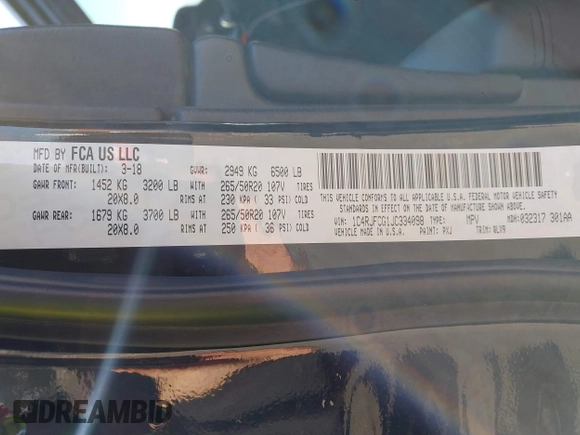 MFD BY FCA US LLC
DATE OF MFR(BUILT): 3-18 GVWR: 2949 KG 6500 LB
GAWR FRONT: 1452 KG 3200 LB WITH 265/50R20 107V TIRES
20X8.0 RIMS AT 230 KPA ( 33 PSI) COLD
GAWR REAR: 1679 KG 3700 LB WITH 265/50R20 107V TIRES
20X8.0 RIMS AT 250 KPA ( 36 PSI) COLD
THIS VEHICLE CONFORMS TO ALL APPLICABLE U.S.A. FEDERAL MOTOR VEHICLE SAFETY
STANDARDS IN EFFECT ON THE DATE OF MANUFACTURE SHOWN ABOVE.
VIN: 1C4RJFCG1JC334098 TYPE: MPV MDH: 032317 301AA
VEHICLE MADE IN U.S.A. PAINT: PXJ TRIM: BLX9
DREAMBID